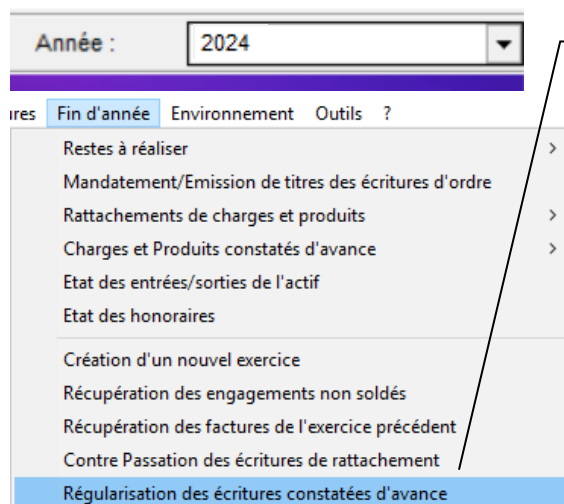 Année : 2024
ures Fin d'année Environnement Outils ?
Restes à réaliser
Mandatement/Emission de titres des écritures d'ordre
Rattachements de charges et produits
Charges et Produits constatés d'avance
Etat des entrées/sorties de l'actif
Etat des honoraires
Création d'un nouvel exercice
Récupération des engagements non soldés
Récupération des factures de l'exercice précédent
Contre Passation des écritures de rattachement
Régularisation des écritures constatées d'avance